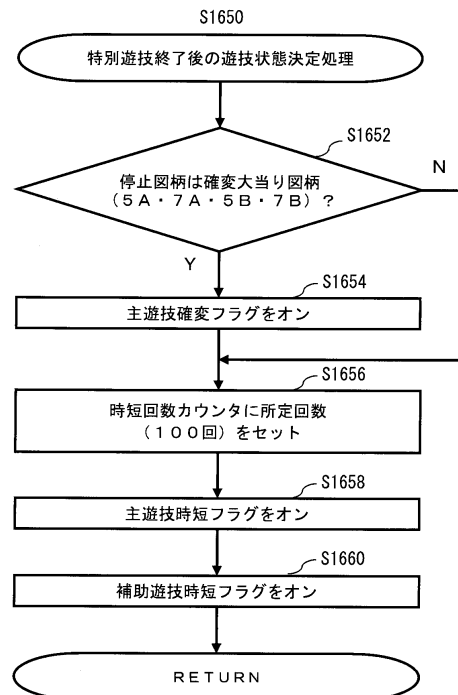 S1650
特別遊技終了後の遊技状態決定処理
S1652
N
停止図柄は確変大当り図柄
(5A・7A・5B・7B)?
Y
S1654
主遊技確変フラグをオン
S1656
時短回数カウンタに所定回数
(100回)をセット
S1658
主遊技時短フラグをオン
S1660
補助遊技時短フラグをオン
RETURN